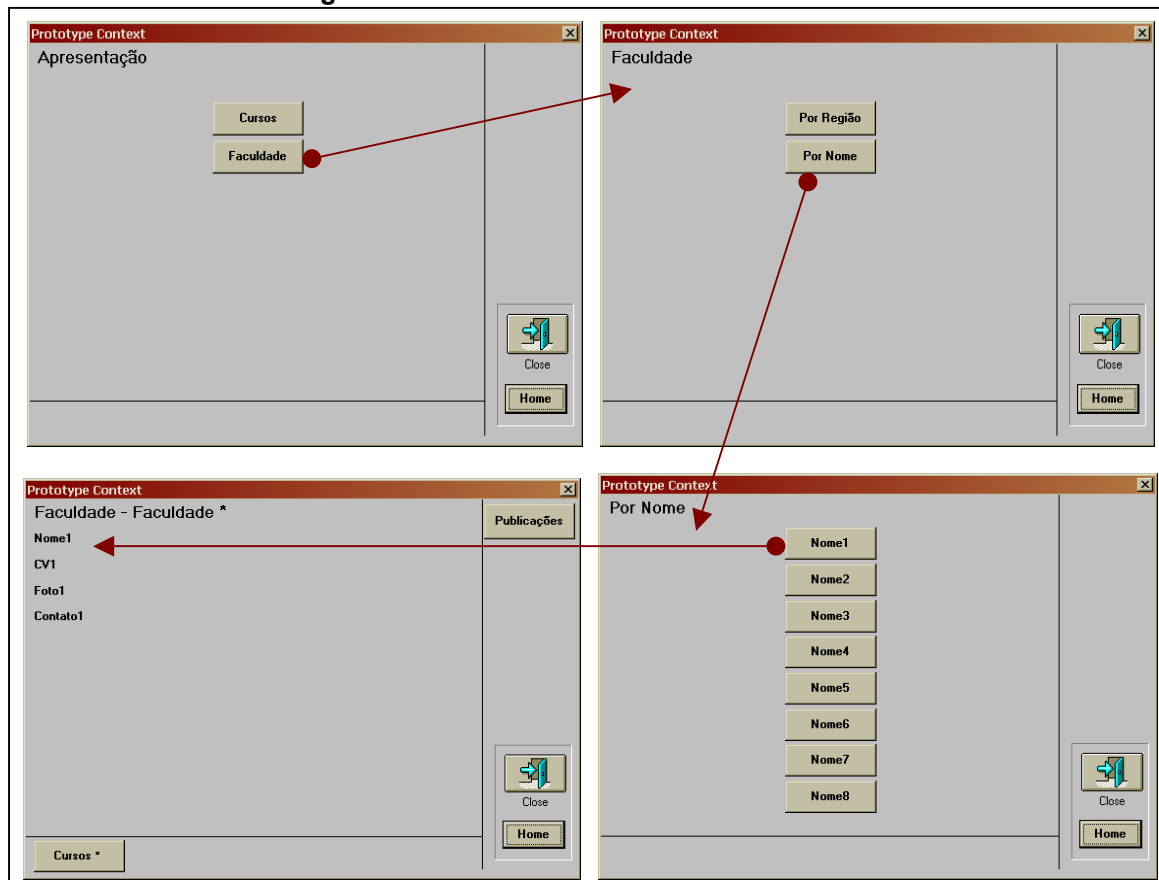 Prototype Context
Apresentação
Cursos
Faculdade
Close
Home
Prototype Context
Faculdade
Por Região
Por Nome
Close
Home
Prototype Context
Faculdade - Faculdade *
Publicações
Nome1
CV1
Foto1
Contato1
Close
Home
Cursos *
Prototype Context
Por Nome
Nome1
Nome2
Nome3
Nome4
Nome5
Nome6
Nome7
Nome8
Close
Home